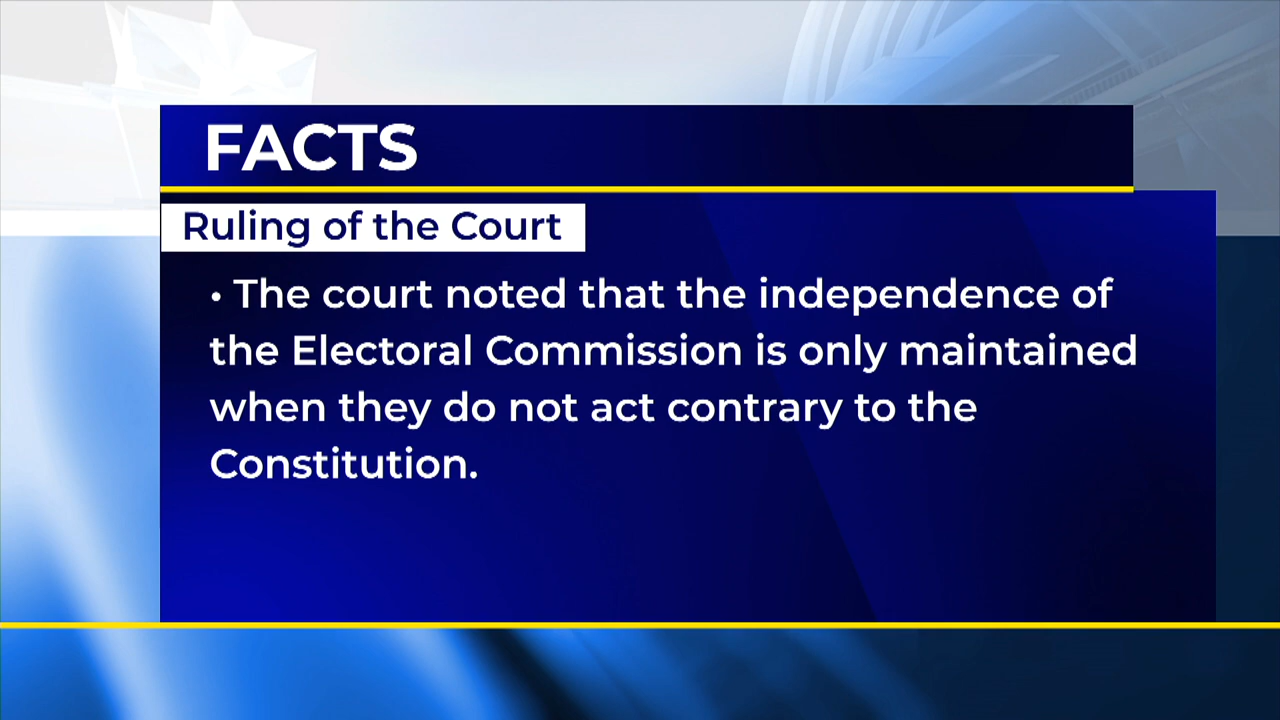 FACTS
Ruling of the Court
• The court noted that the independence of
the Electoral Commission is only maintained
when they do not act contrary to the
Constitution.